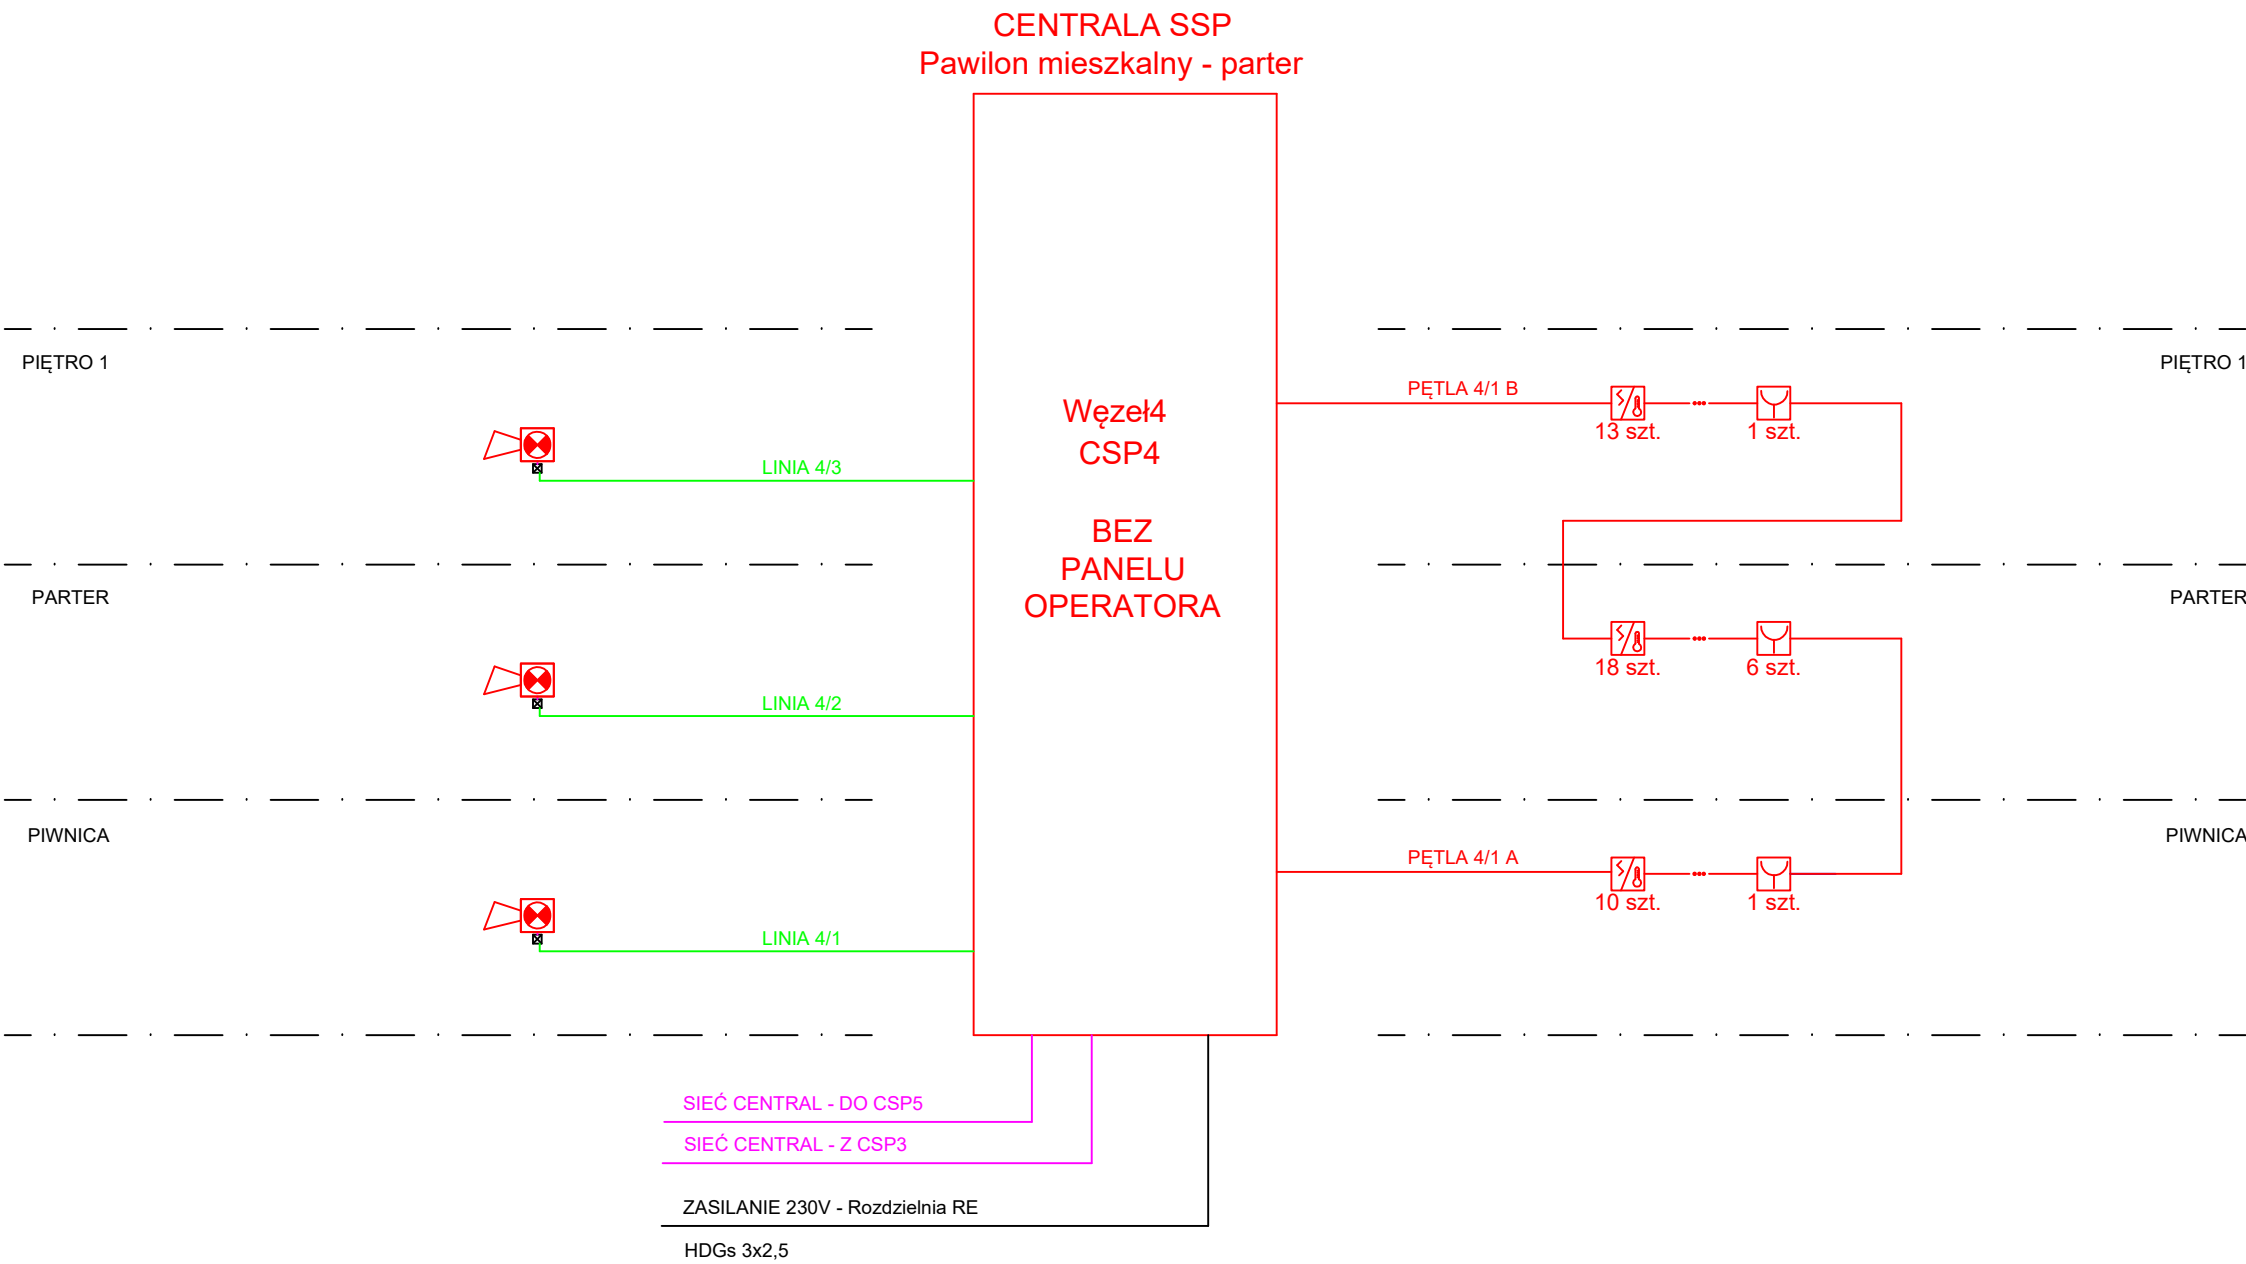 CENTRALA SSP
Pawilon mieszkalny - parter
PIĘTRO 1
PIĘTRO 1
PĘTLA 4/1 B
13 szt.
1 szt.
LINIA 4/3
Węzeł4
CSP4
BEZ
PANELU
OPERATORA
PARTER
PARTER
18 szt.
6 szt.
LINIA 4/2
PIWNICA
PIWNICA
PĘTLA 4/1 A
10 szt.
1 szt.
LINIA 4/1
SIEĆ CENTRAL - DO CSP5
SIEĆ CENTRAL - Z CSP3
ZASILANIE 230V - Rozdzielnia RE
HDGs 3x2,5